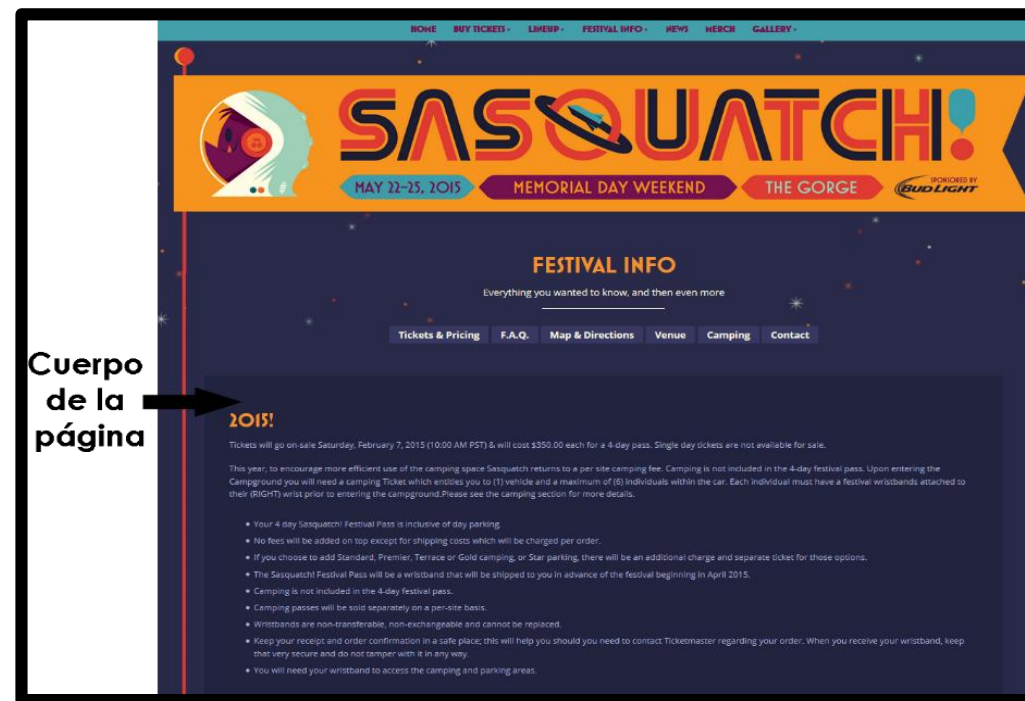 HOME BUY TICKETS LINEUP FESTIVAL INFO NEWS MERCH GALLERY
SASQUATCH!
MAY 22-25, 2015 MEMORIAL DAY WEEKEND THE GORGE SPONSORED BY
BUD LIGHT
FESTIVAL INFO
Everything you wanted to know, and then even more
Tickets & Pricing F.A.Q. Map & Directions Venue Camping Contact
Cuerpo
de la
página
2015!
Tickets will go on-sale Saturday, February 7, 2015 (10:00 AM PST) & will cost $350.00 each for a 4-day pass. Single day tickets are not available for sale.
This year, to encourage more efficient use of the camping space Sasquatch returns to a per site camping fee. Camping is not included in the 4-day festival pass. Upon entering the
Campground you will need a camping Ticket which entitles you to (1) vehicle and a maximum of (6) individuals within the car. Each individual must have a festival wristbands attached to
their (RIGHT) wrist prior to entering the campground.Please see the camping section for more details.
• Your 4 day Sasquatch! Festival Pass is inclusive of day parking.
• No fees will be added on top except for shipping costs which will be charged per order.
• If you choose to add Standard, Premier, Terrace or Gold camping, or Star parking, there will be an additional charge and separate ticket for those options.
• The Sasquatch! Festival Pass will be a wristband that will be shipped to you in advance of the festival beginning in April 2015.
• Camping is not included in the 4-day festival pass.
• Camping passes will be sold separately on a per-site basis.
• Wristbands are non-transferable, non-exchangeable and cannot be replaced.
• Keep your receipt and order confirmation in a safe place; this will help you should you need to contact Ticketmaster regarding your order. When you receive your wristband, keep
that very secure and do not tamper with it in any way.
• You will need your wristband to access the camping and parking areas.